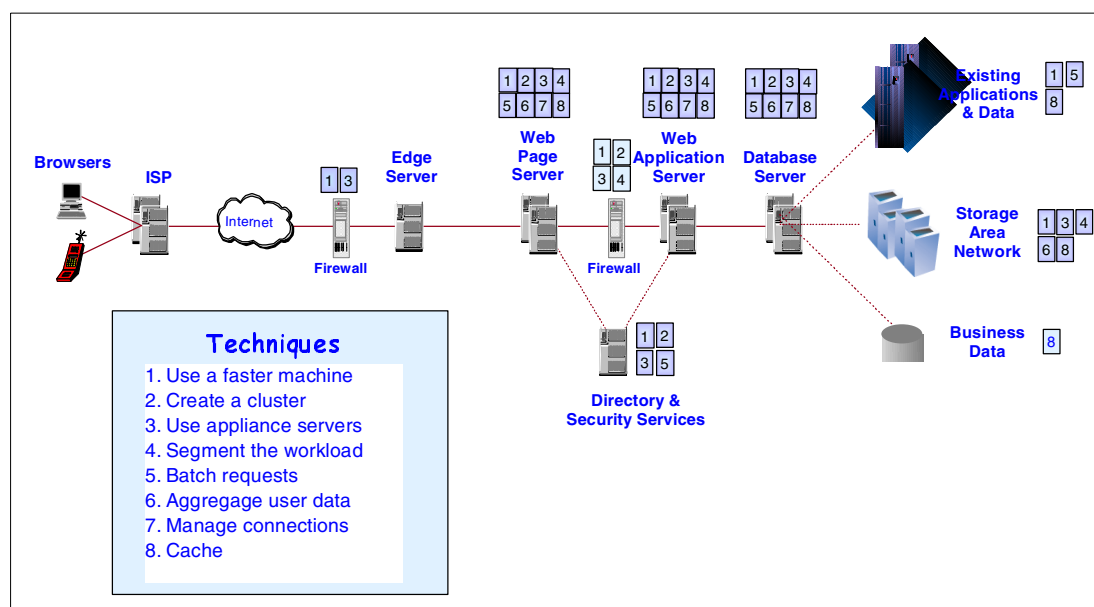 Browsers
ISP
Internet
1 3
Firewall
Edge
Server
1 2 3 4
5 6 7 8
Web
Page
Server
1 2
3 4
Firewall
1 2 3 4
5 6 7 8
Web
Application
Server
1 2 3 4
5 6 7 8
Database
Server
Existing
Applications
& Data
1 5
8
Storage
Area
Network
1 3 4
6 8
Business
Data
8
1 2
3 5
Directory &
Security Services
Techniques
1. Use a faster machine
2. Create a cluster
3. Use appliance servers
4. Segment the workload
5. Batch requests
6. Aggregage user data
7. Manage connections
8. Cache